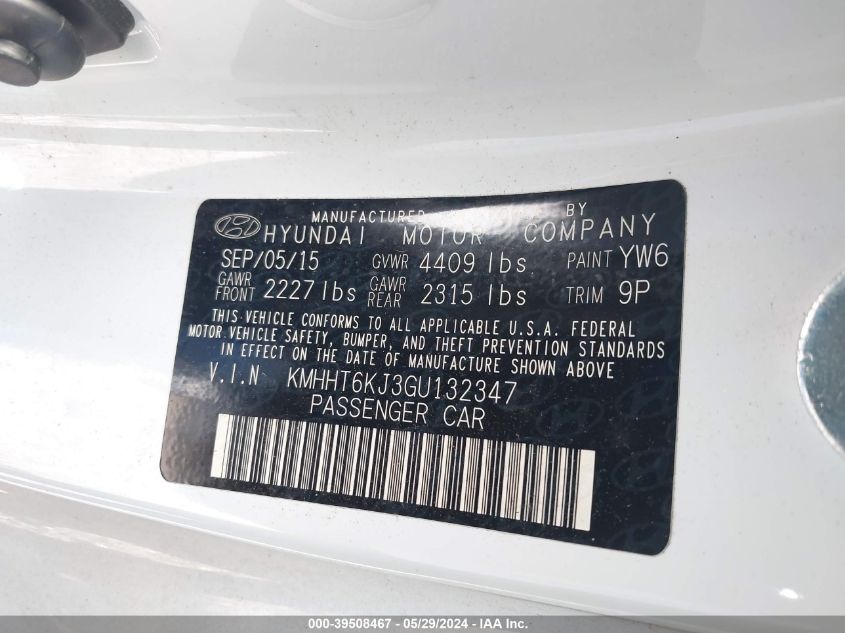 MANUFACTURED BY
HYUNDAI MOTOR COMPANY
SEP/05/15 GVWR 4409 lbs PAINT YW6
GAWR FRONT 2227 lbs GAWR REAR 2315 lbs TRIM 9P
THIS VEHICLE CONFORMS TO ALL APPLICABLE U.S.A. FEDERAL
MOTOR VEHICLE SAFETY, BUMPER, AND THEFT PREVENTION STANDARDS
IN EFFECT ON THE DATE OF MANUFACTURE SHOWN ABOVE
V.I.N KMHHT6KJ3GU132347
PASSENGER CAR
000-39508467 - 05/29/2024 - IAA Inc.